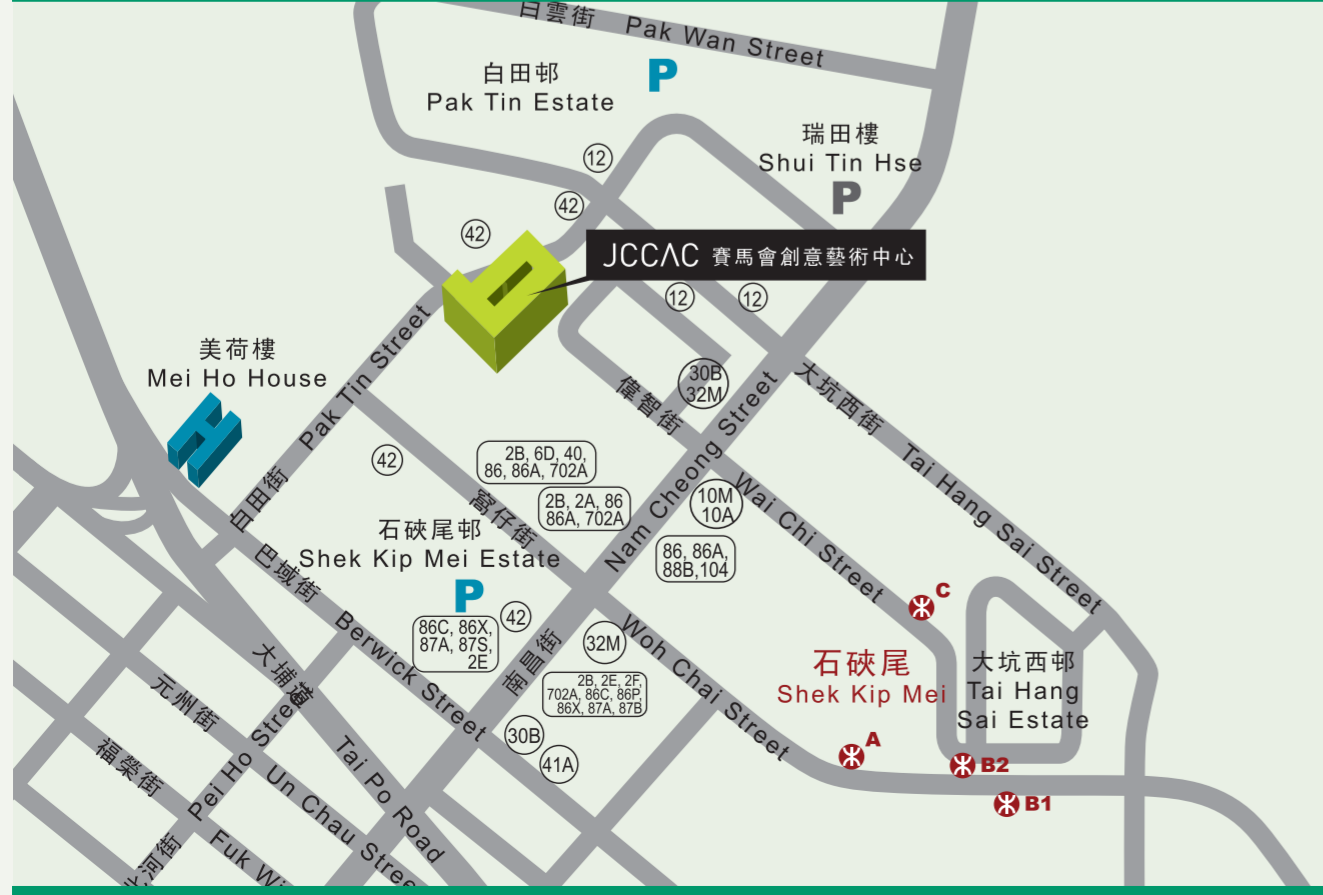 白雲街 Pak Wan Street
白田邨
Pak Tin Estate
P
瑞田樓
Shui Tin Hse
P
12
42
42
JCCAC 賽馬會創意藝術中心
12
12
美荷樓
Mei Ho House
30B
32M
白田街 Pak Tin Street
偉智街 Wai Chi Street
大坑西街 Tai Hang Sai Street
42
2B, 6D, 40,
86, 86A, 702A
2B, 2A, 86
86A, 702A
10M
10A
86, 86A,
88B,104
窩仔街 Woh Chai Street
南昌街 Nam Cheong Street
石硤尾邨
Shek Kip Mei Estate
P
巴域街 Berwick Street
86C, 86X,
87A, 87S,
2E
42
32M
2B, 2E, 2F,
702A, 86C, 86P,
86X, 87A, 87B
30B
41A
C
石硤尾
Shek Kip Mei
大坑西邨
Tai Hang
Sai Estate
A
B2
B1
大埔道 Tai Po Road
元州街 Un Chau Stree
福榮街 Fuk Wi
河街 Pei Ho Street